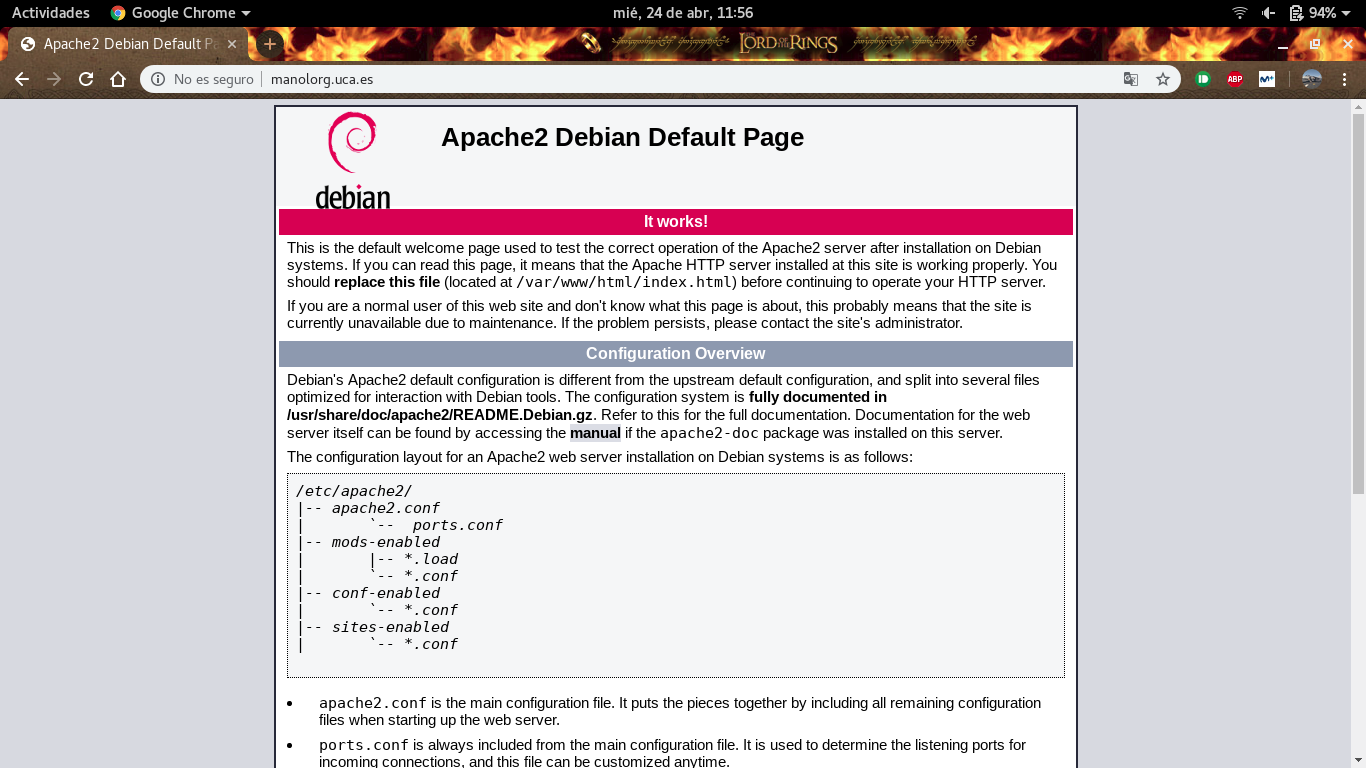 Actividades Google Chrome mié, 24 de abr, 11:56 94%
Apache2 Debian Default Pa
THE LORD OF THE RINGS
No es seguro manolorg.uca.es ABP M+
debian
Apache2 Debian Default Page
It works!
This is the default welcome page used to test the correct operation of the Apache2 server after installation on Debian
systems. If you can read this page, it means that the Apache HTTP server installed at this site is working properly. You
should replace this file (located at /var/www/html/index.html) before continuing to operate your HTTP server.
If you are a normal user of this web site and don't know what this page is about, this probably means that the site is
currently unavailable due to maintenance. If the problem persists, please contact the site's administrator.
Configuration Overview
Debian's Apache2 default configuration is different from the upstream default configuration, and split into several files
optimized for interaction with Debian tools. The configuration system is fully documented in
/usr/share/doc/apache2/README.Debian.gz. Refer to this for the full documentation. Documentation for the web
server itself can be found by accessing the manual if the apache2-doc package was installed on this server.
The configuration layout for an Apache2 web server installation on Debian systems is as follows:
/etc/apache2/
|-- apache2.conf
|       `--  ports.conf
|-- mods-enabled
|       |-- *.load
|       `-- *.conf
|-- conf-enabled
|       `-- *.conf
|-- sites-enabled
|       `-- *.conf
• apache2.conf is the main configuration file. It puts the pieces together by including all remaining configuration
files when starting up the web server.
• ports.conf is always included from the main configuration file. It is used to determine the listening ports for
incoming connections, and this file can be customized anytime.